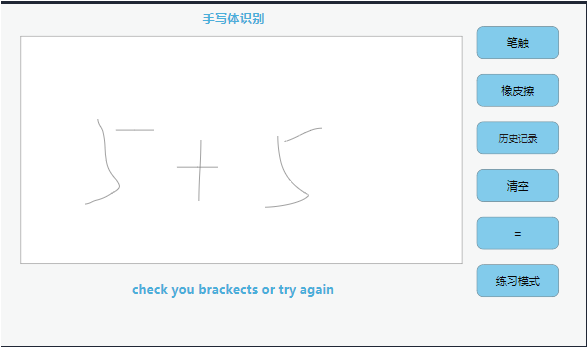 手写体识别
笔触
橡皮擦
历史记录
清空
=
练习模式
5 + 5
check you brackects or try again